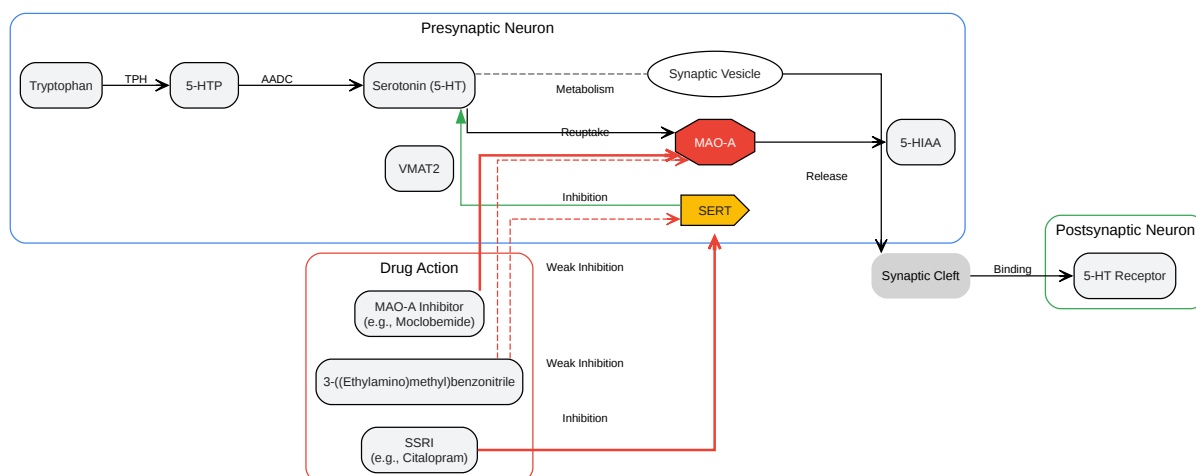 Presynaptic Neuron
Tryptophan
TPH
5-HTP
AADC
Serotonin (5-HT)
Metabolism
Synaptic Vesicle
Reuptake
MAO-A
5-HIAA
VMAT2
Release
Inhibition
SERT
Postsynaptic Neuron
Drug Action
Weak Inhibition
Synaptic Cleft
Binding
5-HT Receptor
MAO-A Inhibitor
(e.g., Moclobemide)
Weak Inhibition
3-((Ethylamino)methyl)benzonitrile
Inhibition
SSRI
(e.g., Citalopram)